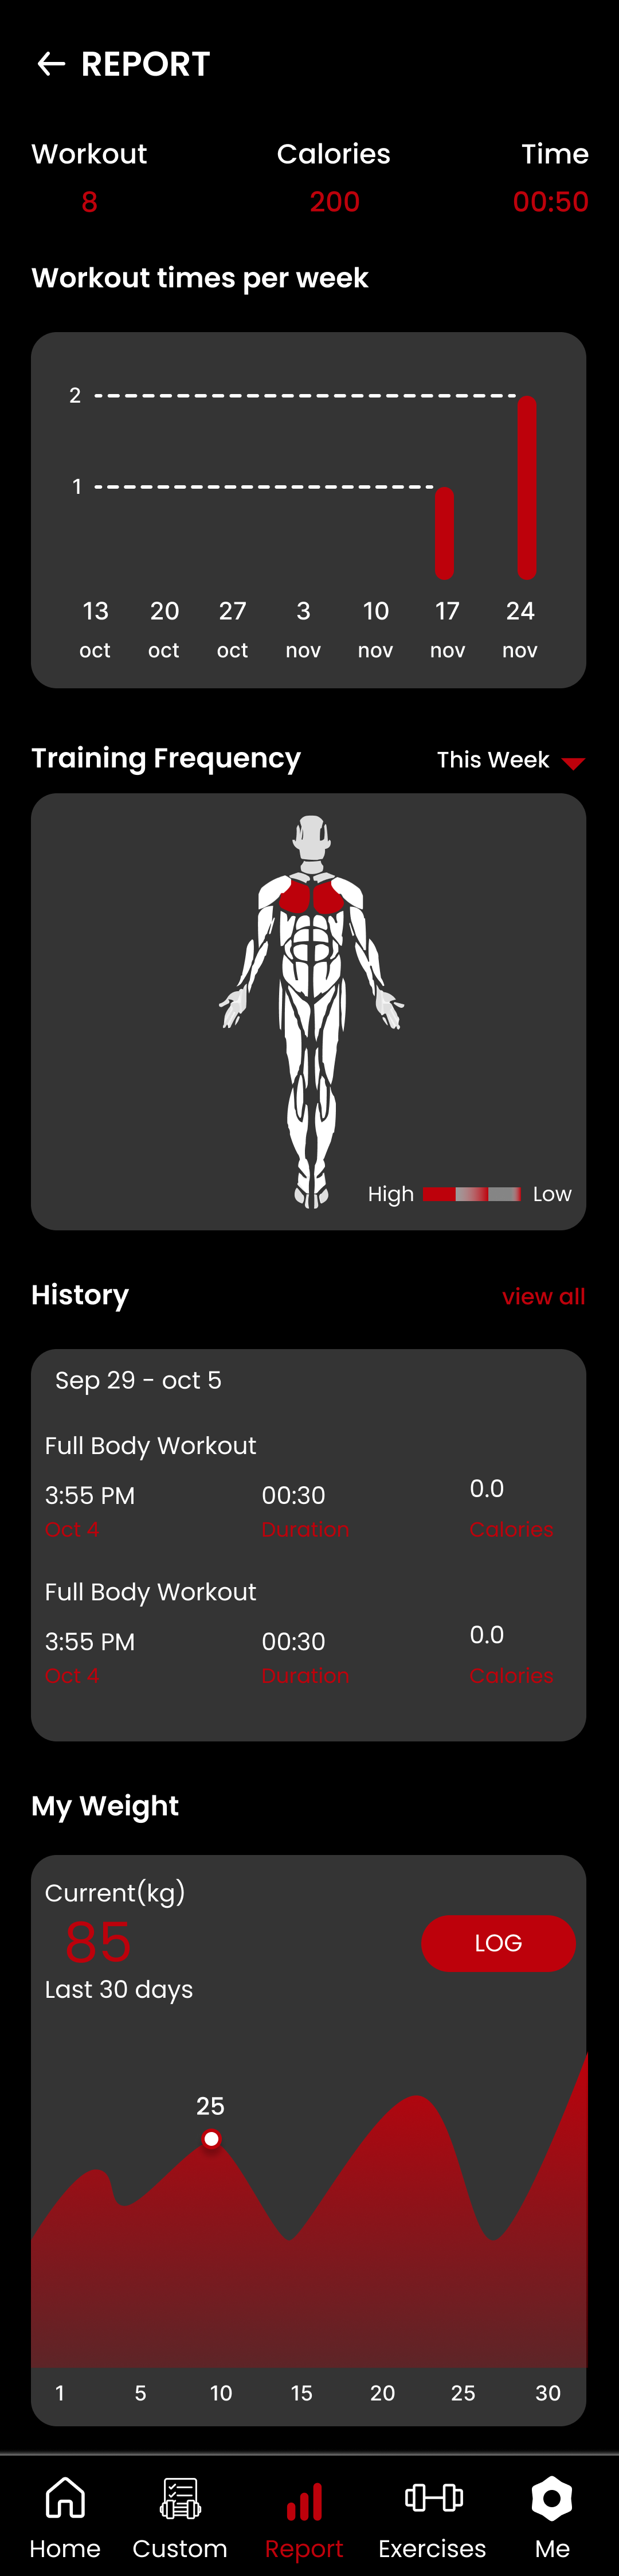 REPORT
Workout Calories Time
8 200 00:50
Workout times per week
2
1
13 20 27 3 10 17 24
oct oct oct nov nov nov nov
Training Frequency This Week
High Low
History view all
Sep 29 - oct 5
Full Body Workout
3:55 PM 00:30 0.0
Oct 4 Duration Calories
Full Body Workout
3:55 PM 00:30 0.0
Oct 4 Duration Calories
My Weight
Current(kg)
85
LOG
Last 30 days
25
1 5 10 15 20 25 30
Home Custom Report Exercises Me